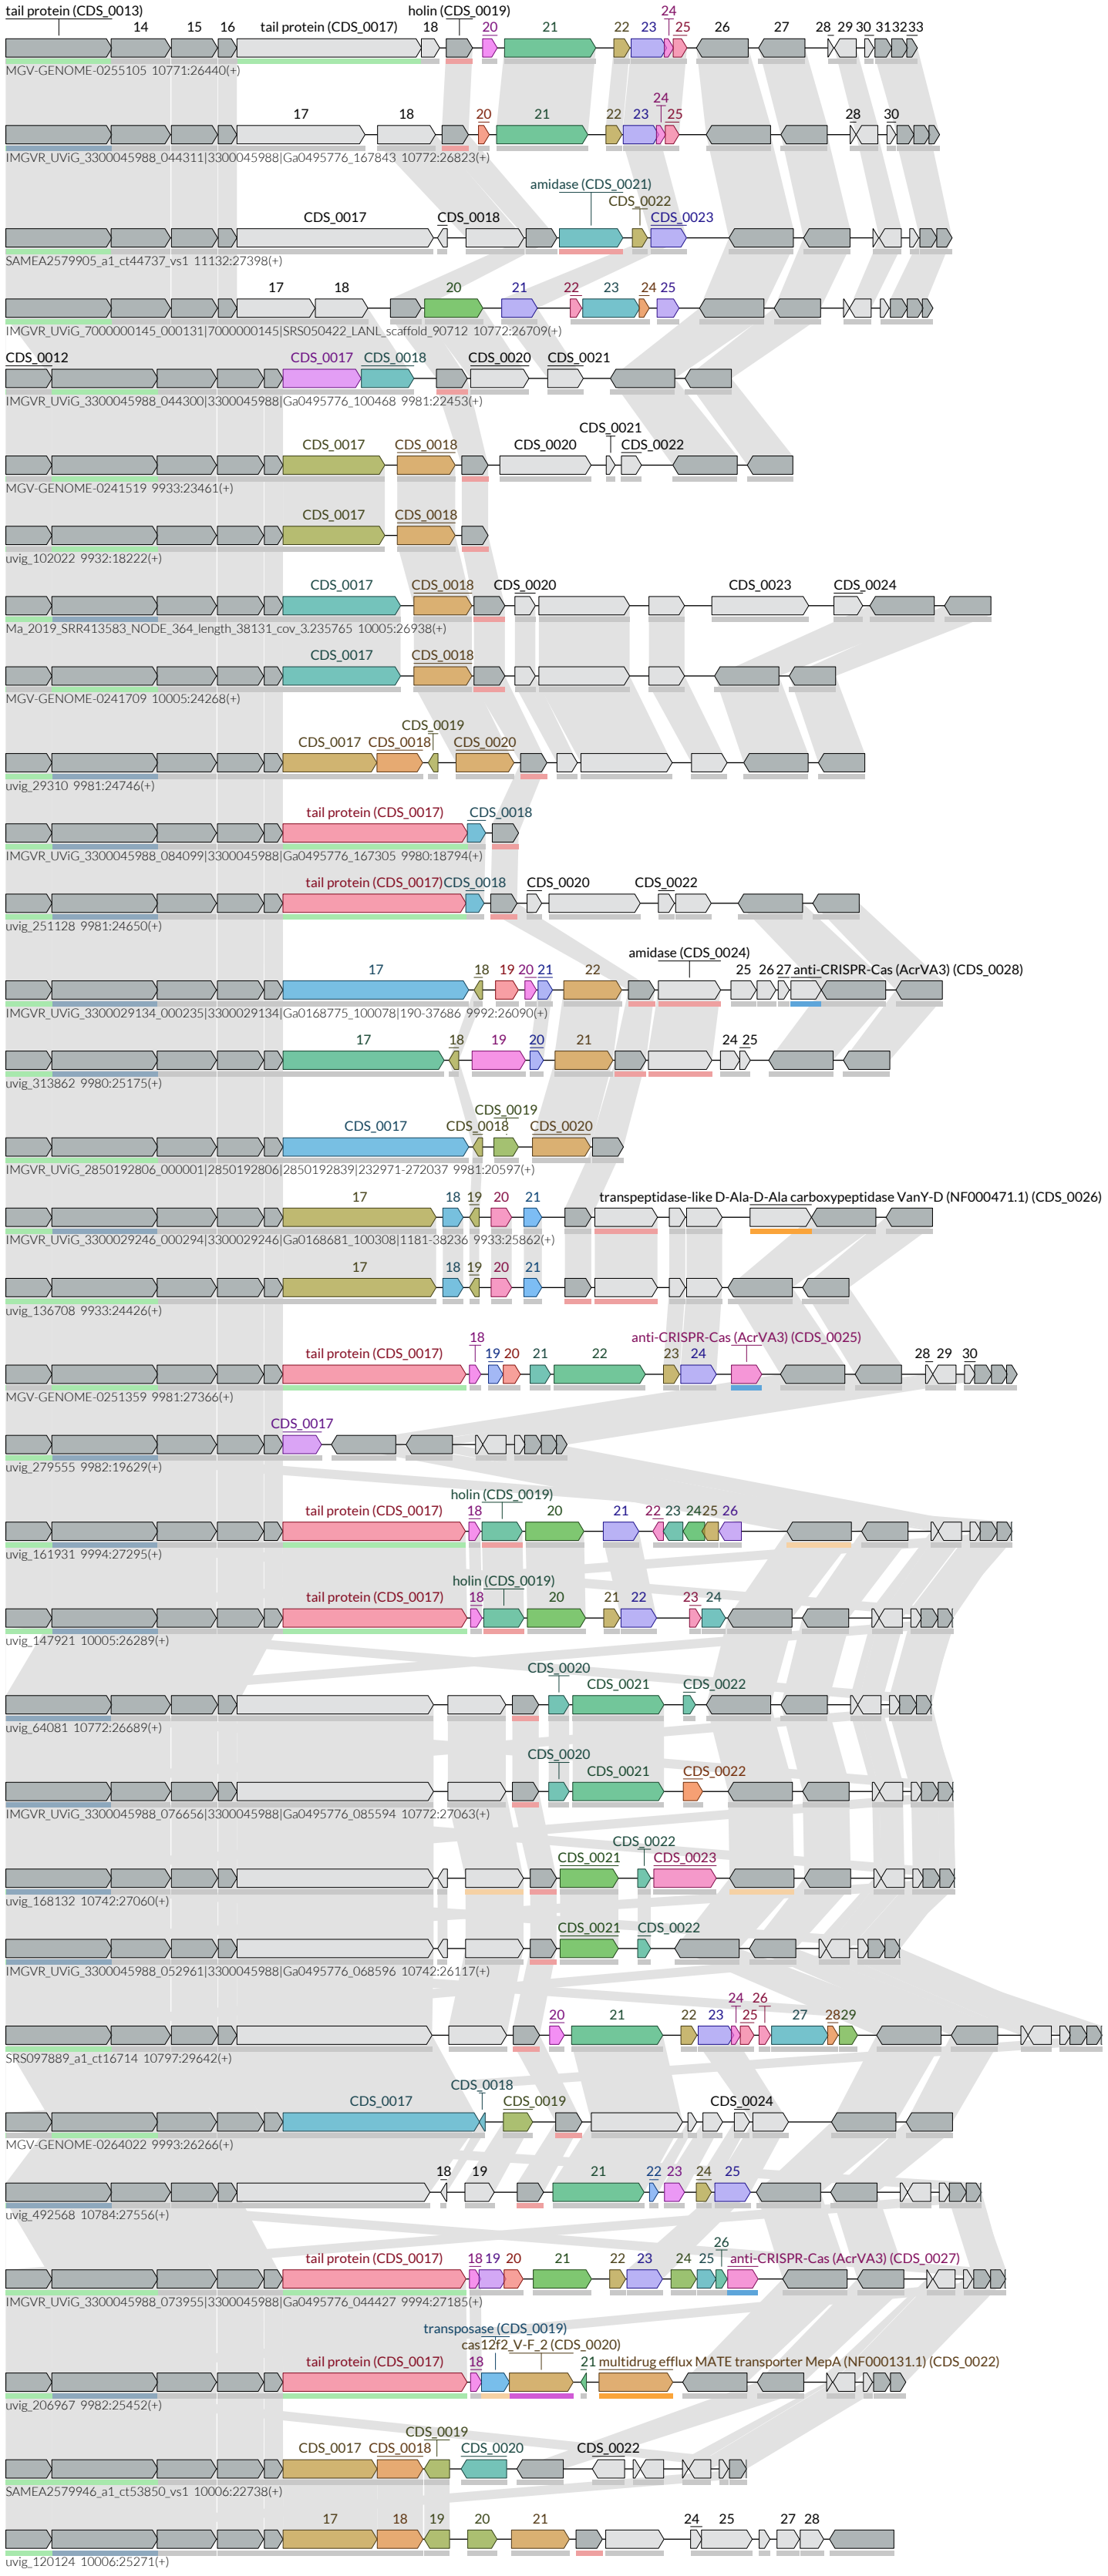 tail protein (CDS_0013) holin (CDS_0019) 24
14 15 16 tail protein (CDS_0017) 18 20 21 22 23 25 26 27 28 29 30 31 32 33
MGV-GENOME-0255105 10771:26440(+)
24
17 18 20 21 22 23 25 28 30
IMGVR_UViG_3300045988_044311|3300045988|Ga0495776_167843 10772:26823(+)
amidase (CDS_0021)
CDS_0022
CDS_0017 CDS_0018 CDS_0023
SAMEA2579905_a1_ct44737_vs1 11132:27398(+)
17 18 20 21 22 23 24 25
IMGVR_UViG_7000000145_000131|7000000145|SRS050422_LANL_scaffold_90712 10772:26709(+)
CDS_0012 CDS_0017 CDS_0018 CDS_0020 CDS_0021
IMGVR_UViG_3300045988_044300|3300045988|Ga0495776_100468 9981:22453(+)
CDS_0021
CDS_0017 CDS_0018 CDS_0020 CDS_0022
MGV-GENOME-0241519 9933:23461(+)
CDS_0017 CDS_0018
uvig_102022 9932:18222(+)
CDS_0017 CDS_0018 CDS_0020 CDS_0023 CDS_0024
Ma_2019_SRR413583_NODE_364_length_38131_cov_3.235765 10005:26938(+)
CDS_0017 CDS_0018
MGV-GENOME-0241709 10005:24268(+)
CDS_0019
CDS_0017 CDS_0018 CDS_0020
uvig_29310 9981:24746(+)
tail protein (CDS_0017) CDS_0018
IMGVR_UViG_3300045988_084099|3300045988|Ga0495776_167305 9980:18794(+)
tail protein (CDS_0017) CDS_0018 CDS_0020 CDS_0022
uvig_251128 9981:24650(+)
amidase (CDS_0024)
17 18 19 20 21 22 25 26 27 anti-CRISPR-Cas (AcrVA3) (CDS_0028)
IMGVR_UViG_3300029134_000235|3300029134|Ga0168775_100078|190-37686 9992:26090(+)
17 18 19 20 21 24 25
uvig_313862 9980:25175(+)
CDS_0019
CDS_0017 CDS_0018 CDS_0020
IMGVR_UViG_2850192806_000001|2850192806|2850192839|232971-272037 9981:20597(+)
17 18 19 20 21 transpeptidase-like D-Ala-D-Ala carboxypeptidase VanY-D (NF000471.1) (CDS_0026)
IMGVR_UViG_3300029246_000294|3300029246|Ga0168681_100308|1181-38236 9933:25862(+)
17 18 19 20 21
uvig_136708 9933:24426(+)
18 anti-CRISPR-Cas (AcrVA3) (CDS_0025)
tail protein (CDS_0017) 19 20 21 22 23 24 28 29 30
MGV-GENOME-0251359 9981:27366(+)
CDS_0017
uvig_279555 9982:19629(+)
holin (CDS_0019)
tail protein (CDS_0017) 18 20 21 22 23 24 25 26
uvig_161931 9994:27295(+)
holin (CDS_0019)
tail protein (CDS_0017) 18 20 21 22 23 24
uvig_147921 10005:26289(+)
CDS_0020
CDS_0021 CDS_0022
uvig_64081 10772:26689(+)
CDS_0020
CDS_0021 CDS_0022
IMGVR_UViG_3300045988_076656|3300045988|Ga0495776_085594 10772:27063(+)
CDS_0022
CDS_0021 CDS_0023
uvig_168132 10742:27060(+)
CDS_0021 CDS_0022
IMGVR_UViG_3300045988_052961|3300045988|Ga0495776_068596 10742:26117(+)
24 26
20 21 22 23 25 27 28 29
SRS097889_a1_ct16714 10797:29642(+)
CDS_0018
CDS_0017 CDS_0019 CDS_0024
MGV-GENOME-0264022 9993:26266(+)
18 19 21 22 23 24 25
uvig_492568 10784:27556(+)
26
tail protein (CDS_0017) 18 19 20 21 22 23 24 25 anti-CRISPR-Cas (AcrVA3) (CDS_0027)
IMGVR_UViG_3300045988_073955|3300045988|Ga0495776_044427 9994:27185(+)
transposase (CDS_0019)
cas12f2_V-F_2 (CDS_0020)
tail protein (CDS_0017) 18 21 multidrug efflux MATE transporter MepA (NF000131.1) (CDS_0022)
uvig_206967 9982:25452(+)
CDS_0019
CDS_0017 CDS_0018 CDS_0020 CDS_0022
SAMEA2579946_a1_ct53850_vs1 10006:22738(+)
17 18 19 20 21 24 25 27 28
uvig_120124 10006:25271(+)